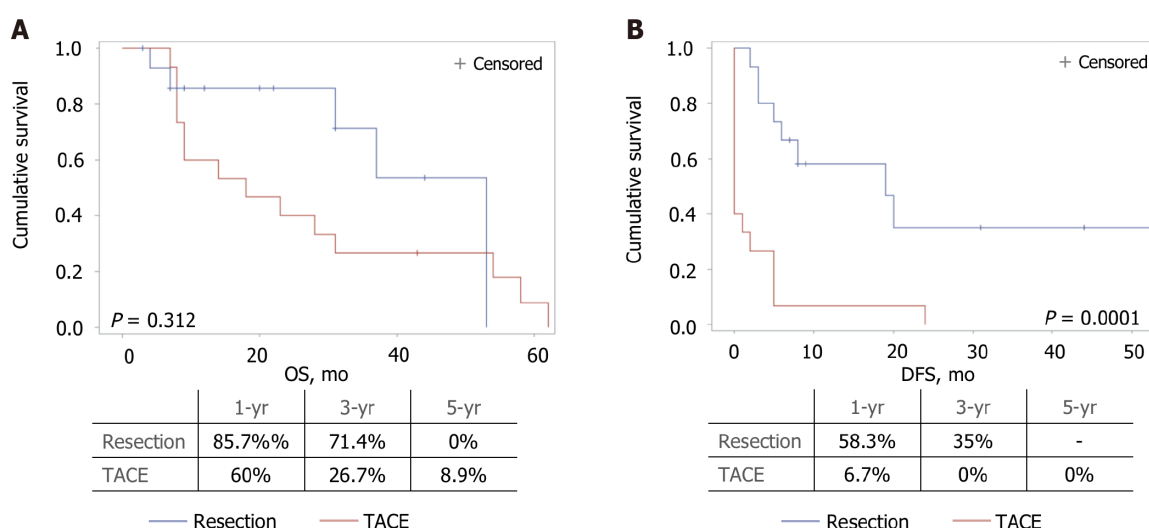 A
1.0
0.8
0.6
0.4
0.2
0.0
Cumulative survival
+ Censored
P = 0.312
0 20 40 60
OS, mo
1-yr 3-yr 5-yr
Resection 85.7%% 71.4% 0%
TACE 60% 26.7% 8.9%
Resection TACE
B
1.0
0.8
0.6
0.4
0.2
0.0
Cumulative survival
+ Censored
P = 0.0001
0 10 20 30 40 50
DFS, mo
1-yr 3-yr 5-yr
Resection 58.3% 35% -
TACE 6.7% 0% 0%
Resection TACE